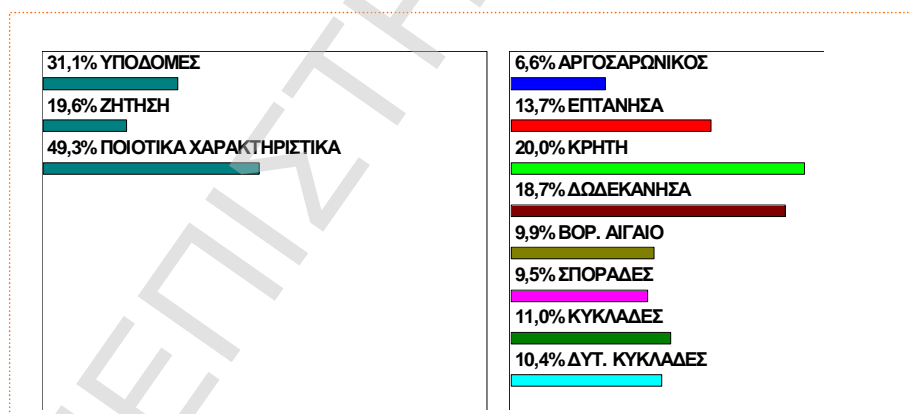 31,1% ΥΠΟΔΟΜΕΣ
19,6% ΖΗΤΗΣΗ
49,3% ΠΟΙΟΤΙΚΑ ΧΑΡΑΚΤΗΡΙΣΤΙΚΑ
6,6% ΑΡΓΟΣΑΡΩΝΙΚΟΣ
13,7% ΕΠΤΑΝΗΣΑ
20,0% ΚΡΗΤΗ
18,7% ΔΩΔΕΚΑΝΗΣΑ
9,9% ΒΟΡ. ΑΙΓΑΙΟ
9,5% ΣΠΟΡΑΔΕΣ
11,0% ΚΥΚΛΑΔΕΣ
10,4% ΔΥΤ. ΚΥΚΛΑΔΕΣ